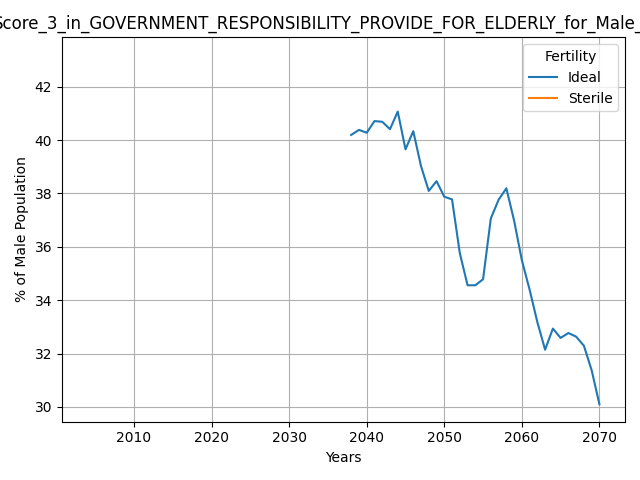 Score_3_in_GOVERNMENT_RESPONSIBILITY_PROVIDE_FOR_ELDERLY_for_Male_
Fertility
Ideal
Sterile
% of Male Population
42
40
38
36
34
32
30
2010 2020 2030 2040 2050 2060 2070
Years